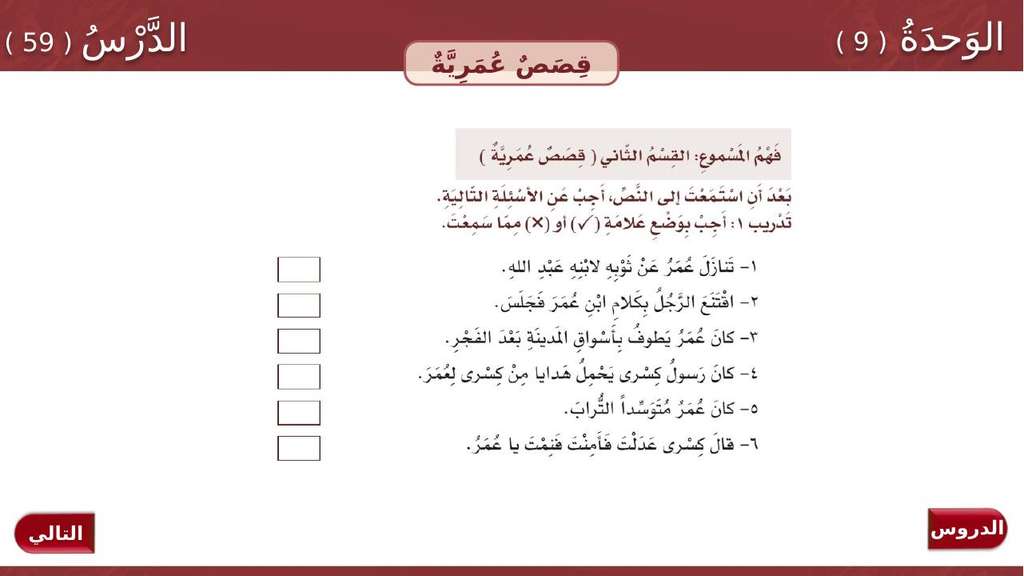 الوَحدَةُ ( 9 )
الدَّرْسُ ( 59 )
قِصَصٌ عُمَرِيَّةٌ
فَهْمُ المَسْموعِ: القِسْمُ الثّاني ( قِصَصٌ عُمَرِيَّةٌ )
بَعْدَ أَنِ اسْتَمَعْتَ إلى النَّصِّ، أَجِبْ عَنِ الأسْئِلَةِ التّالِيَةِ.
تَدْريب ١: أَجِبْ بِوَضْعِ عَلامَةِ (✓) أو (✕) مِمّا سَمِعْتَ.
١- تَنازَلَ عُمَرُ عَنْ ثَوْبِهِ لابْنِهِ عَبْدِ اللهِ.
٢- اقْتَنَعَ الرَّجُلُ بِكَلامِ ابْنِ عُمَرَ فَجَلَسَ.
٣- كانَ عُمَرُ يَطوفُ بِأَسْواقِ المَدينَةِ بَعْدَ الفَجْرِ.
٤- كانَ رَسولُ كِسْرى يَحْمِلُ هَدايا مِنْ كِسْرى لِعُمَرَ.
٥- كانَ عُمَرُ مُتَوَسِّداً التُّرابَ.
٦- قالَ كِسْرى عَدَلْتَ فَأَمِنْتَ فَنِمْتَ يا عُمَرُ.
الدروس
التالي